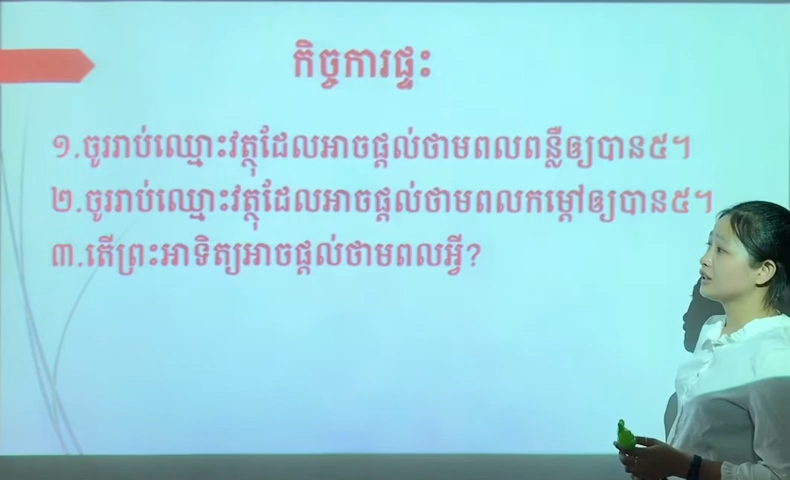 កិច្ចការផ្ទះ
១.ចូររាប់ឈ្មោះវត្ថុដែលអាចផ្តល់ថាមពលពន្លឺឲ្យបាន៥។
២.ចូររាប់ឈ្មោះវត្ថុដែលអាចផ្តល់ថាមពលកម្តៅឲ្យបាន៥។
៣.តើព្រះអាទិត្យអាចផ្តល់ថាមពលអ្វី?